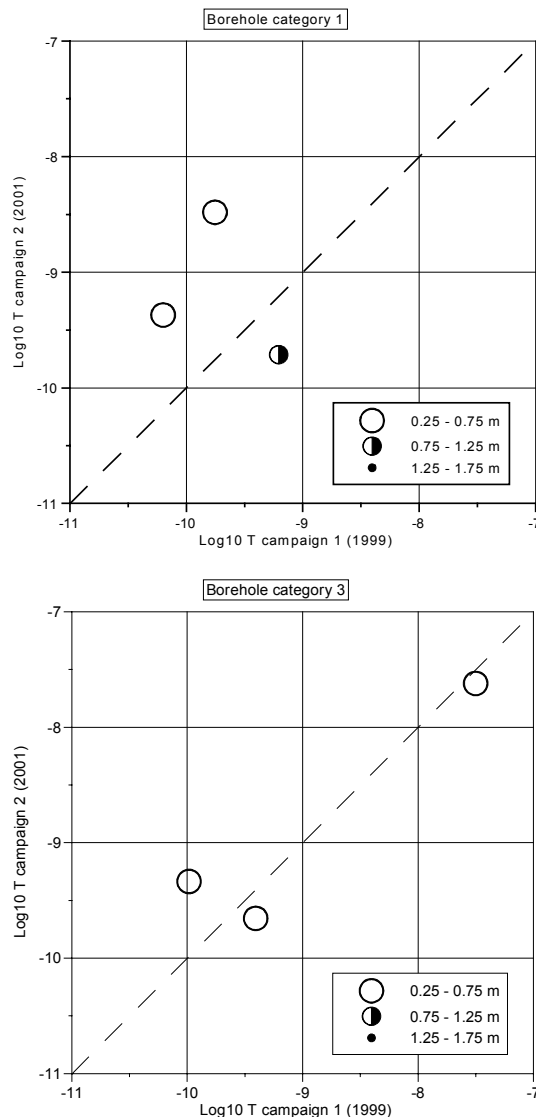 Borehole category 1
-7
-8
-9
-10
-11
Log10 T campaign 2 (2001)
0.25 - 0.75 m
0.75 - 1.25 m
1.25 - 1.75 m
-11 -10 -9 -8 -7
Log10 T campaign 1 (1999)
Borehole category 3
-7
-8
-9
-10
-11
Log10 T campaign 2 (2001)
0.25 - 0.75 m
0.75 - 1.25 m
1.25 - 1.75 m
-11 -10 -9 -8 -7
Log10 T campaign 1 (1999)